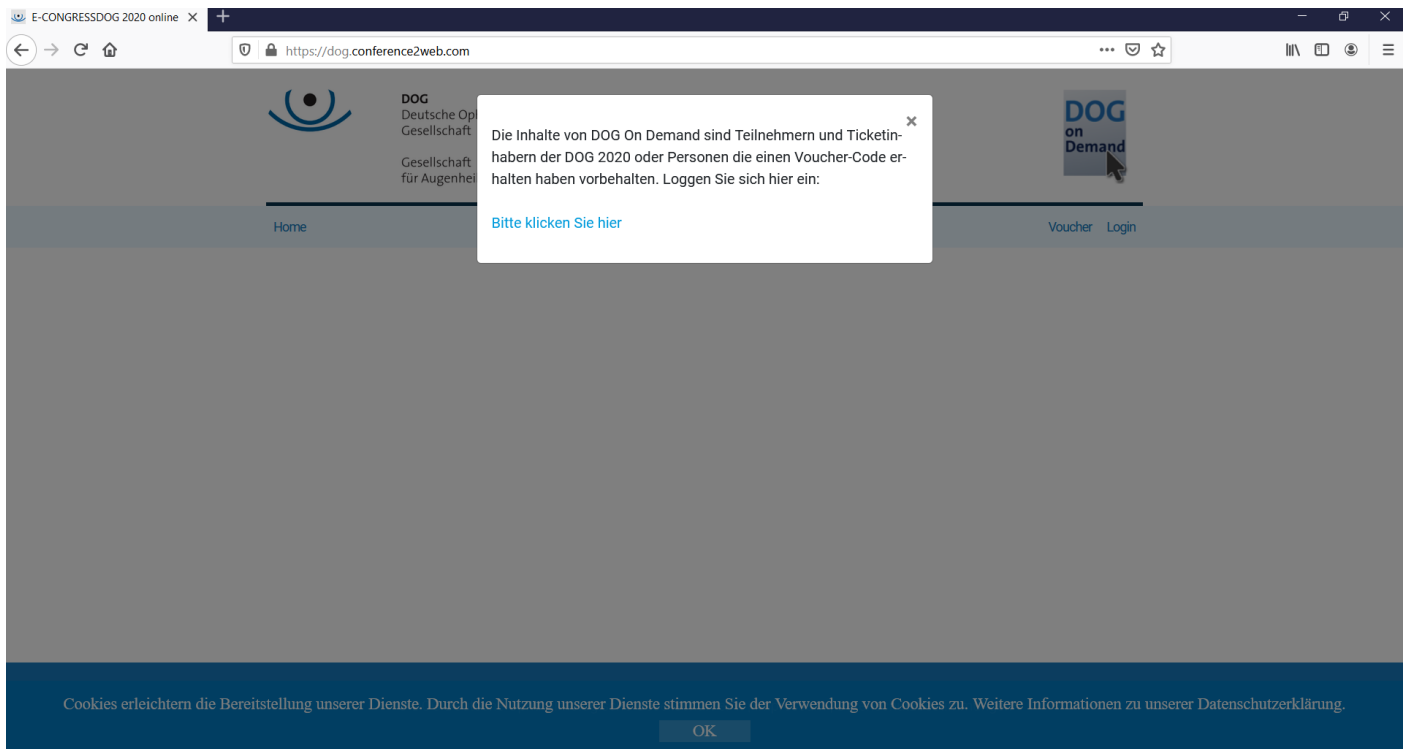 E-CONGRESSDOG 2020 online
https://dog.conference2web.com
DOG
Deutsche Oph
Gesellschaft
Gesellschaft
für Augenhei
Die Inhalte von DOG On Demand sind Teilnehmern und Ticketin-
habern der DOG 2020 oder Personen die einen Voucher-Code er-
halten haben vorbehalten. Loggen Sie sich hier ein:
Bitte klicken Sie hier
DOG
on
Demand
Home
Voucher Login
Cookies erleichtern die Bereitstellung unserer Dienste. Durch die Nutzung unserer Dienste stimmen Sie der Verwendung von Cookies zu. Weitere Informationen zu unserer Datenschutzerklärung.
OK